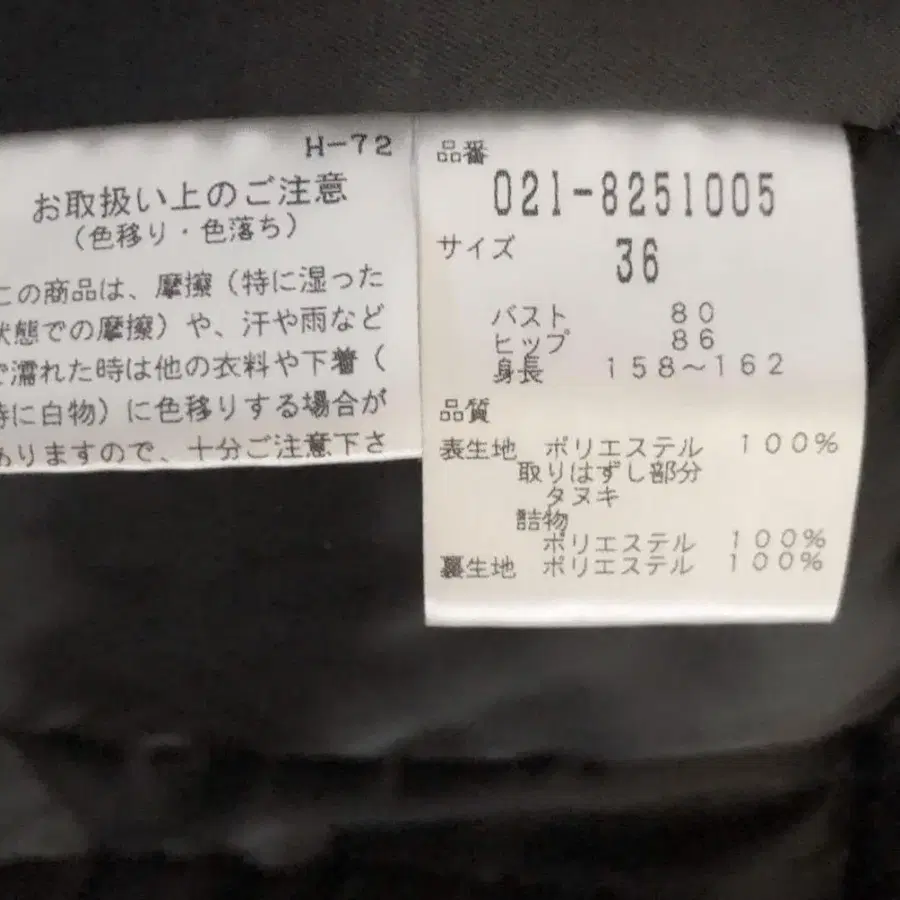 H-72
お取扱い上のご注意
(色移り・色落ち)
この商品は、摩擦(特に湿った
状態での摩擦)や、汗や雨など
で濡れた時は他の衣料や下着(
特に白物)に色移りする場合が
ありますので、十分ご注意下さ
品番
021-8251005
サイズ 36
バスト 80
ヒップ 86
身長 158~162
品質
表生地 ポリエステル 100%
取りはずし部分
タヌキ
詰物
ポリエステル 100%
裏生地 ポリエステル 100%